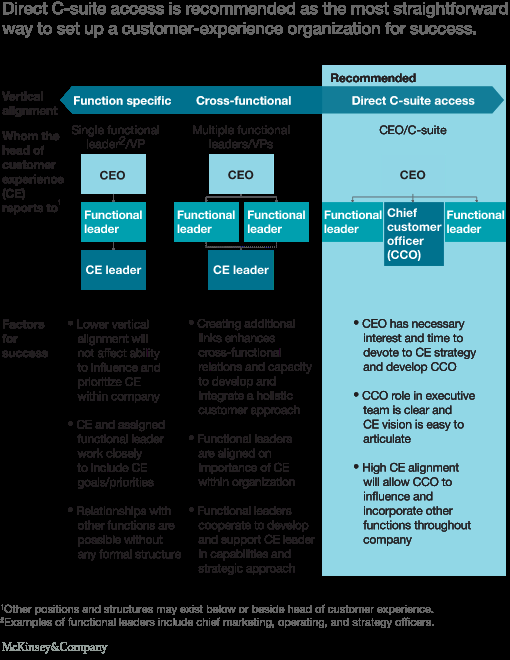 Direct C-suite access is recommended as the most straightforward
way to set up a customer-experience organization for success.
Recommended
Vertical
alignment
Function specific
Cross-functional
Direct C-suite access
Whom the
head of
customer
experience
(CE)
reports to1
Single functional
leader2/VP
CEO
Functional
leader
CE leader
Multiple functional
leaders/VPs
CEO
Functional
leader
Functional
leader
CE leader
CEO/C-suite
CEO
Functional
leader
Chief
customer
officer
(CCO)
Functional
leader
Factors
for
success
• Lower vertical
alignment will
not affect ability
to influence and
prioritize CE
within company
• CE and assigned
functional leader
work closely
to include CE
goals/priorities
• Relationships with
other functions are
possible without
any formal structure
• Creating additional
links enhances
cross-functional
relations and capacity
to develop and
integrate a holistic
customer approach
• Functional leaders
are aligned on
importance of CE
within organization
• Functional leaders
cooperate to develop
and support CE leader
in capabilities and
strategic approach
• CEO has necessary
interest and time to
devote to CE strategy
and develop CCO
• CCO role in executive
team is clear and
CE vision is easy to
articulate
• High CE alignment
will allow CCO to
influence and
incorporate other
functions throughout
company
1Other positions and structures may exist below or beside head of customer experience.
2Examples of functional leaders include chief marketing, operating, and strategy officers.
McKinsey&Company